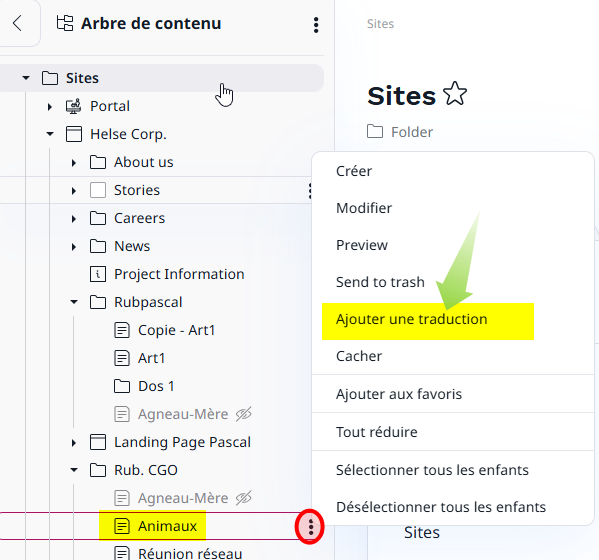 Arbre de contenu
Sites
Portal
Helse Corp.
About us
Stories
Careers
News
Project Information
Rubpascal
Copie - Art1
Art1
Dos 1
Agneau-Mère
Landing Page Pascal
Rub. CGO
Agneau-Mère
Animaux
Réunion réseau
Sites
Sites
Folder
Créer
Modifier
Preview
Send to trash
Ajouter une traduction
Cacher
Ajouter aux favoris
Tout réduire
Sélectionner tous les enfants
Désélectionner tous les enfants
Sites